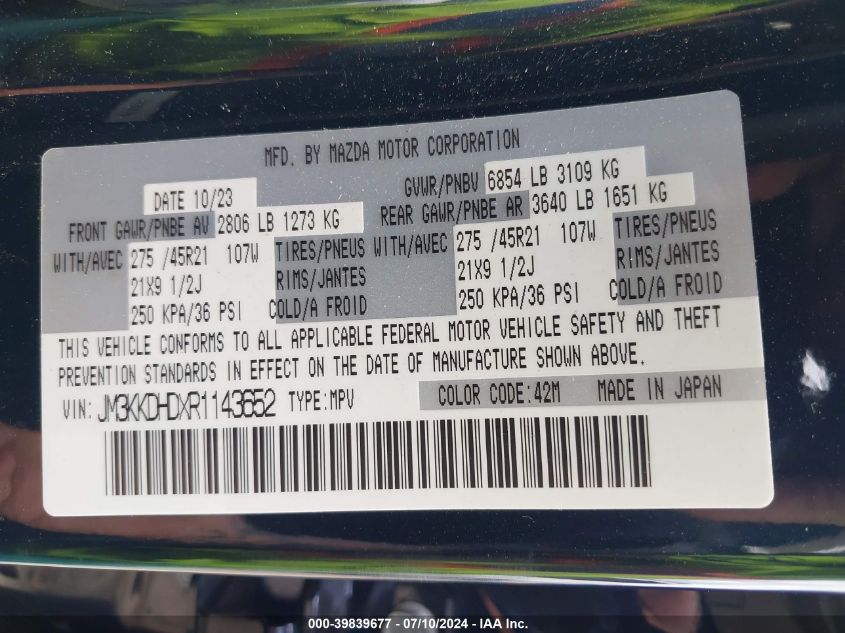 MFD. BY MAZDA MOTOR CORPORATION
DATE 10/23 GVWR/PNBV 6854 LB 3109 KG
FRONT GAWR/PNBE AV 2806 LB 1273 KG REAR GAWR/PNBE AR 3640 LB 1651 KG
WITH/AVEC 275 /45R21 107W TIRES/PNEUS WITH/AVEC 275 /45R21 107W TIRES/PNEUS
21X9 1/2J RIMS/JANTES 21X9 1/2J RIMS/JANTES
250 KPA/36 PSI COLD/A FROID 250 KPA/36 PSI COLD/A FROID
THIS VEHICLE CONFORMS TO ALL APPLICABLE FEDERAL MOTOR VEHICLE SAFETY AND THEFT
PREVENTION STANDARDS IN EFFECT ON THE DATE OF MANUFACTURE SHOWN ABOVE.
VIN: JM3KKDHDXR1143652 TYPE:MPV COLOR CODE:42M MADE IN JAPAN
000-39839677 - 07/10/2024 - IAA Inc.